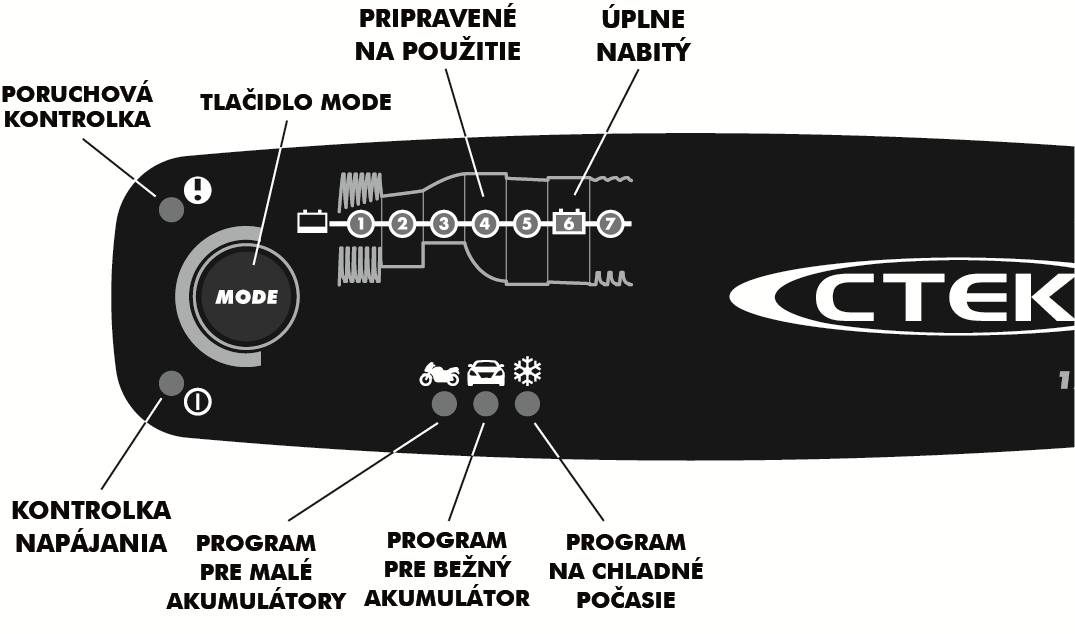 PRIPRAVENÉ
NA POUŽITIE
ÚPLNE
NABITÝ
PORUCHOVÁ
KONTROLKA
TLAČIDLO MODE
1 2 3 4 5 6 7
MODE
CTEK
1
KONTROLKA
NAPÁJANIA
PROGRAM
PRE MALÉ
AKUMULÁTORY
PROGRAM
PRE BEŽNÝ
AKUMULÁTOR
PROGRAM
NA CHLADNÉ
POČASIE